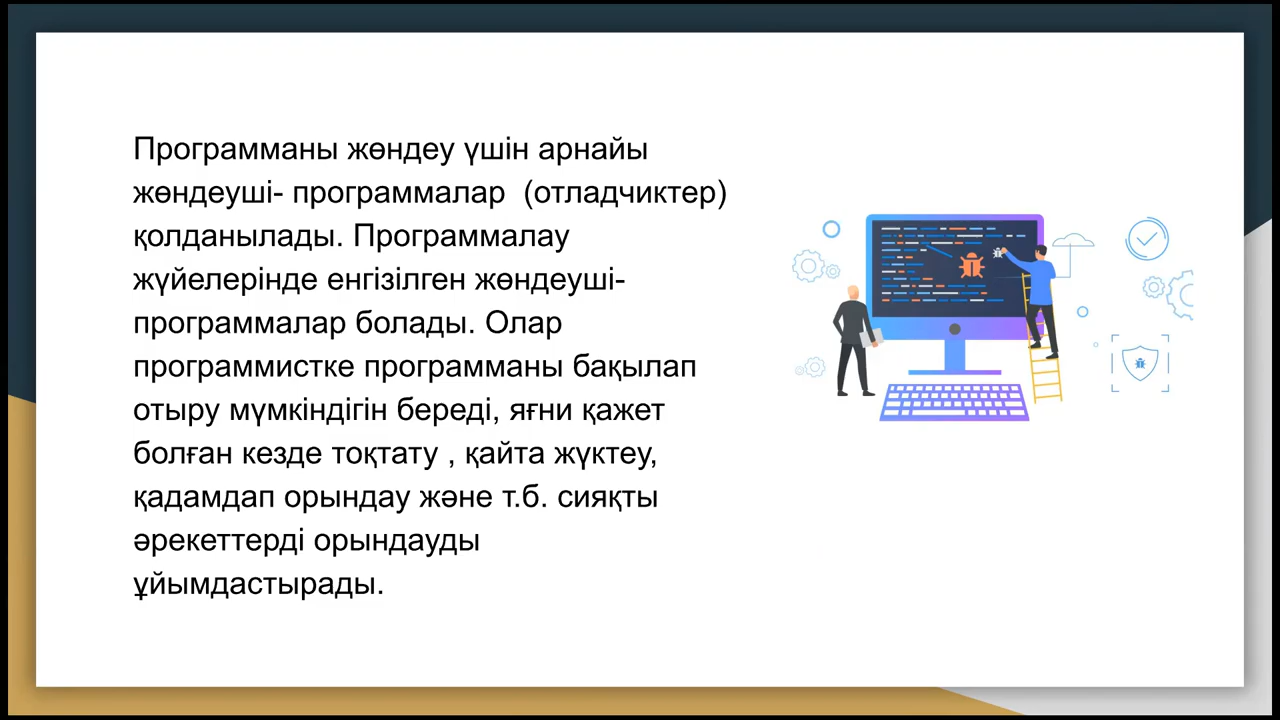 Программаны жөндеу үшін арнайы
жөндеуші- программалар  (отладчиктер)
қолданылады. Программалау
жүйелерінде енгізілген жөндеуші-
программалар болады. Олар
программистке программаны бақылап
отыру мүмкіндігін береді, яғни қажет
болған кезде тоқтату , қайта жүктеу,
қадамдап орындау және т.б. сияқты
әрекеттерді орындауды
ұйымдастырады.